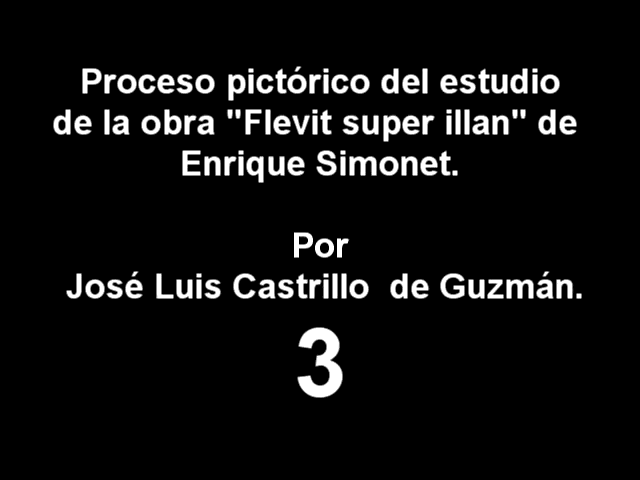 Proceso pictórico del estudio
de la obra "Flevit super illan" de
Enrique Simonet.
Por
José Luis Castrillo de Guzmán.
3